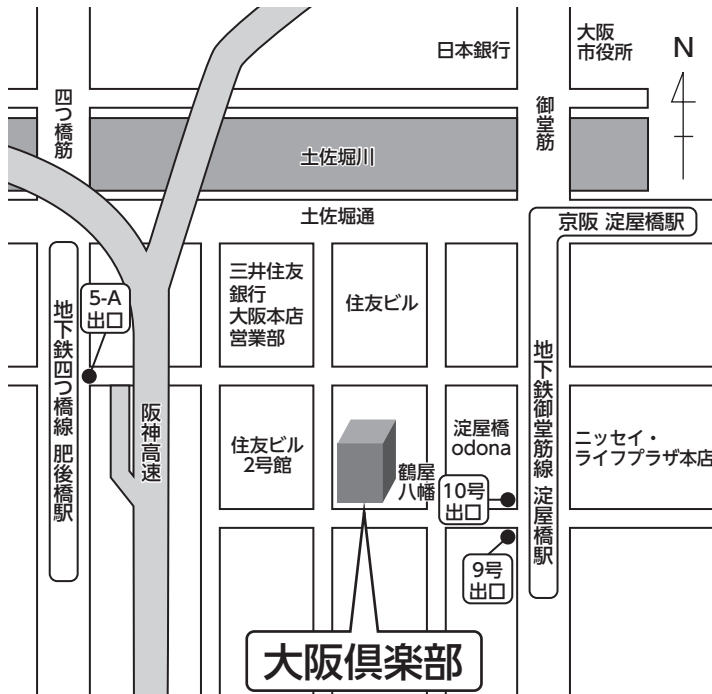 日本銀行
大阪
市役所
N
四つ橋筋
御堂筋
土佐堀川
土佐堀通
京阪 淀屋橋駅
5-A
出口
三井住友
銀行
大阪本店
営業部
住友ビル
地下鉄四つ橋線 肥後橋駅
阪神高速
地下鉄御堂筋線 淀屋橋駅
住友ビル
2号館
鶴屋
八幡
淀屋橋
odona
ニッセイ・
ライフプラザ本店
10号
出口
9号
出口
大阪倶楽部